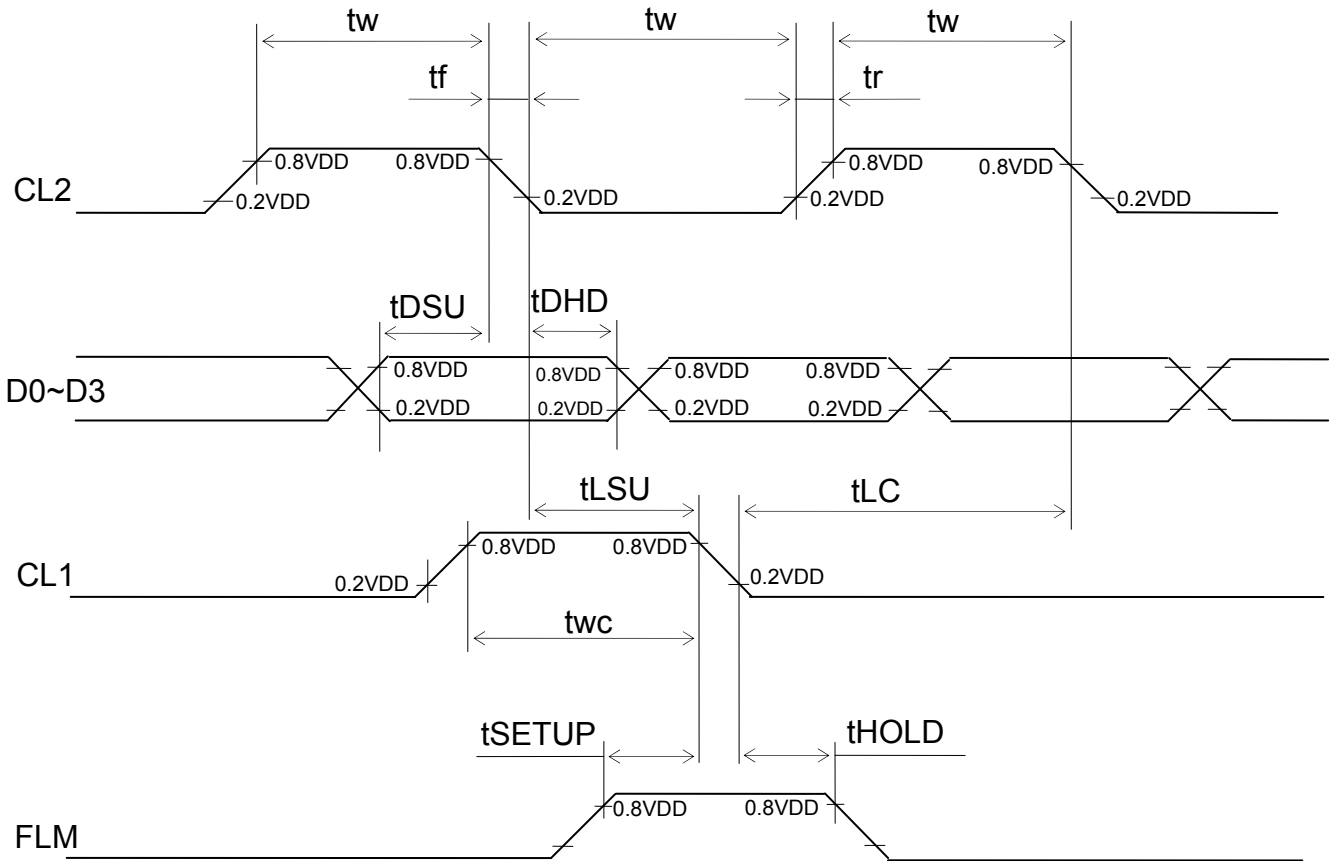 tw tw tw
tf tr
0.8VDD 0.8VDD 0.8VDD 0.8VDD
CL2
0.2VDD 0.2VDD 0.2VDD 0.2VDD
tDSU tDHD
0.8VDD 0.8VDD 0.8VDD 0.8VDD
D0~D3
0.2VDD 0.2VDD 0.2VDD 0.2VDD
tLSU tLC
0.8VDD 0.8VDD
CL1
0.2VDD 0.2VDD
twc
tSETUP tHOLD
0.8VDD 0.8VDD
FLM